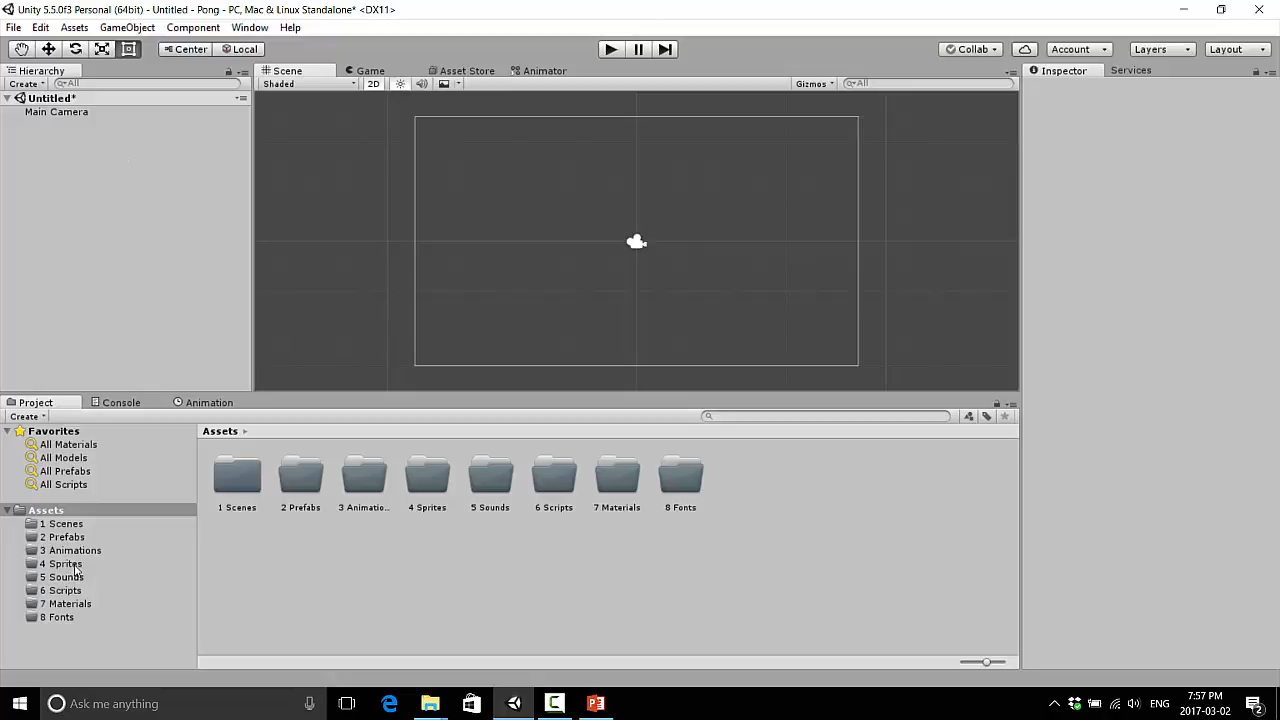 Unity 5.5.0f3 Personal (64bit) - Untitled - Pong - PC, Mac & Linux Standalone* <DX11>
File Edit Assets GameObject Component Window Help
Center Local Collab Account Layers Layout
Hierarchy Scene Game Asset Store Animator Inspector Services
Create All Shaded 2D Gizmos All
Untitled*
Main Camera
Project Console Animation
Create
Favorites Assets
All Materials
All Models
All Prefabs
All Scripts
1 Scenes 2 Prefabs 3 Animatio.. 4 Sprites 5 Sounds 6 Scripts 7 Materials 8 Fonts
Assets
1 Scenes
2 Prefabs
3 Animations
4 Sprites
5 Sounds
6 Scripts
7 Materials
8 Fonts
Ask me anything
ENG
7:57 PM
2017-03-02
2